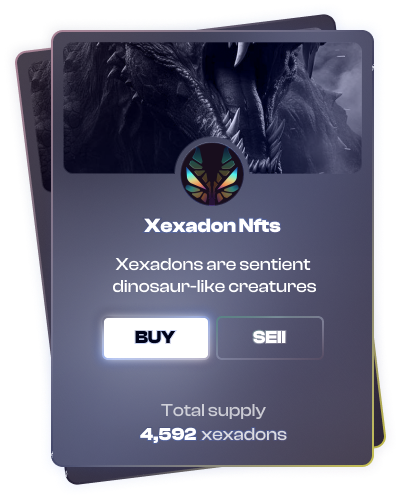 Xexadon Nfts
Xexadons are sentient
dinosaur-like creatures
BUY
SEll
Total supply
4,592 xexadons